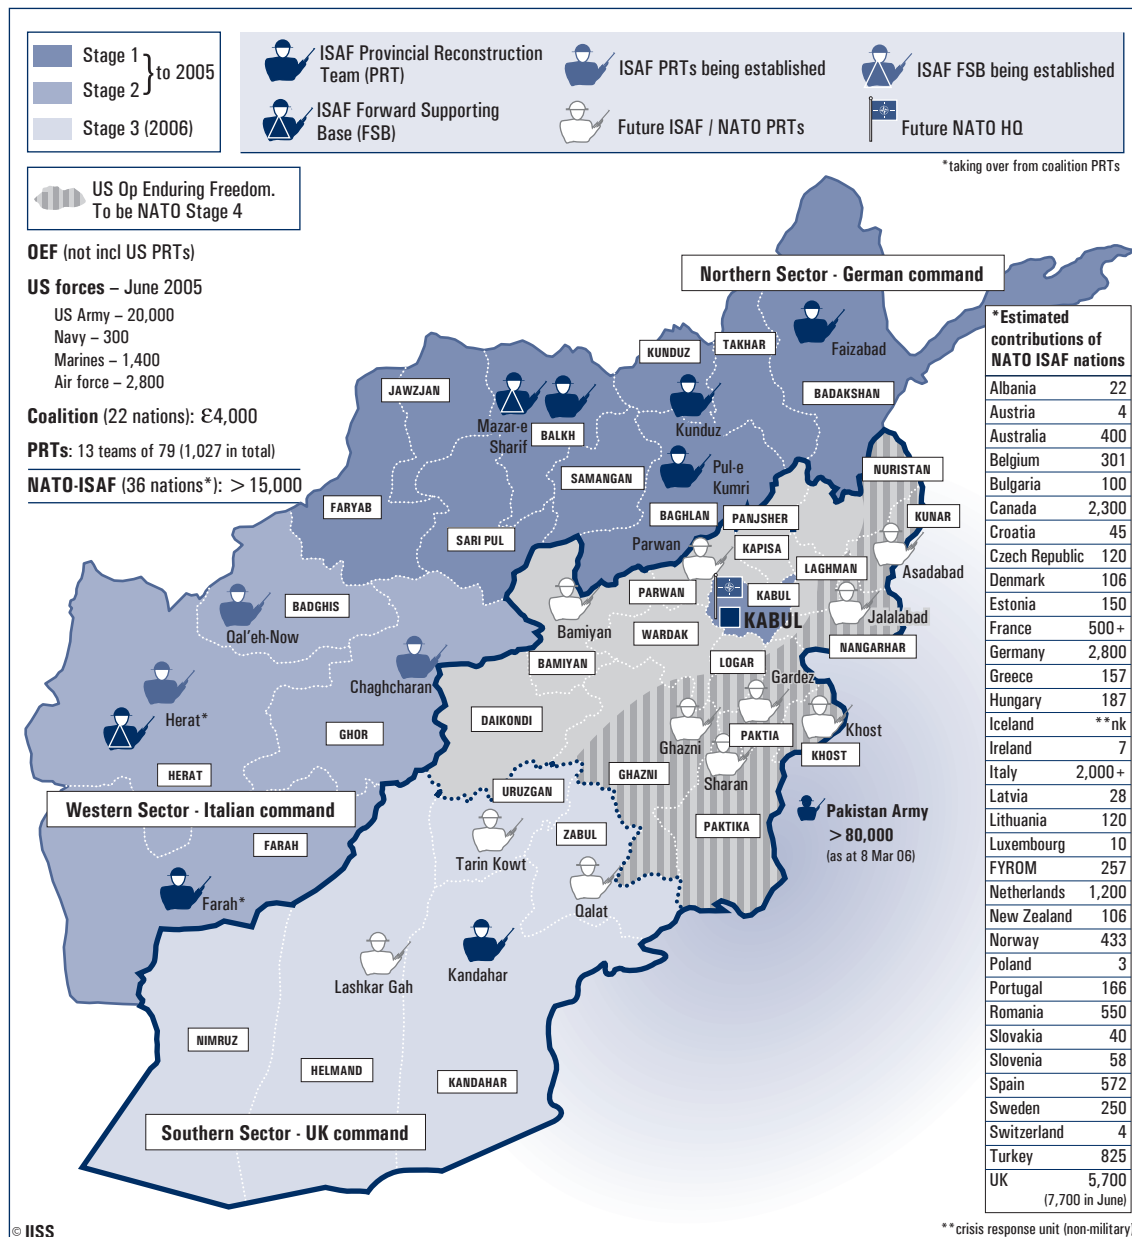 Stage 1
Stage 2
to 2005
Stage 3 (2006)
ISAF Provincial Reconstruction
Team (PRT)
ISAF Forward Supporting
Base (FSB)
ISAF PRTs being established
Future ISAF / NATO PRTs
ISAF FSB being established
Future NATO HQ
*taking over from coalition PRTs
US Op Enduring Freedom.
To be NATO Stage 4
OEF (not incl US PRTs)
US forces – June 2005
US Army – 20,000
Navy – 300
Marines – 1,400
Air force – 2,800
Coalition (22 nations): Ɛ4,000
PRTs: 13 teams of 79 (1,027 in total)
NATO-ISAF (36 nations*): > 15,000
Northern Sector - German command
Faizabad
TAKHAR
KUNDUZ
BADAKSHAN
JAWZJAN
Mazar-e
Sharif
BALKH
Kunduz
Pul-e
Kumri
SAMANGAN
NURISTAN
FARYAB
BAGHLAN
PANJSHER
KUNAR
SARI PUL
Parwan
KAPISA
LAGHMAN
Asadabad
BADGHIS
Qal'eh-Now
PARWAN
KABUL
KABUL
Jalalabad
Bamiyan
WARDAK
NANGARHAR
BAMIYAN
LOGAR
Gardez
Chaghcharan
Herat*
DAIKONDI
GHOR
Ghazni
PAKTIA
Khost
KHOST
HERAT
GHAZNI
Sharan
URUZGAN
Western Sector - Italian command
FARAH
ZABUL
Tarin Kowt
PAKTIKA
Pakistan Army
> 80,000
(as at 8 Mar 06)
Farah*
Qalat
Lashkar Gah
Kandahar
NIMRUZ
HELMAND
KANDAHAR
Southern Sector - UK command
*Estimated
contributions of
NATO ISAF nations
Albania 22
Austria 4
Australia 400
Belgium 301
Bulgaria 100
Canada 2,300
Croatia 45
Czech Republic 120
Denmark 106
Estonia 150
France 500+
Germany 2,800
Greece 157
Hungary 187
Iceland **nk
Ireland 7
Italy 2,000+
Latvia 28
Lithuania 120
Luxembourg 10
FYROM 257
Netherlands 1,200
New Zealand 106
Norway 433
Poland 3
Portugal 166
Romania 550
Slovakia 40
Slovenia 58
Spain 572
Sweden 250
Switzerland 4
Turkey 825
UK 5,700
(7,700 in June)
**crisis response unit (non-military)
© IISS